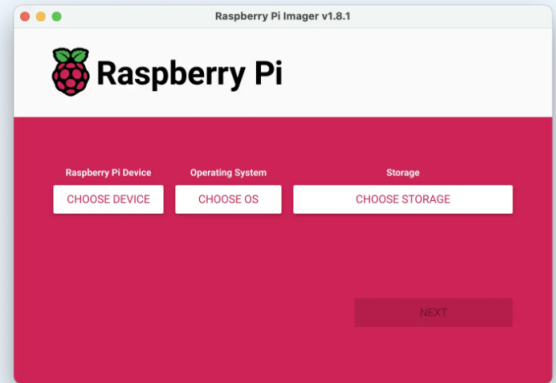 Raspberry Pi Imager v1.8.1
Raspberry Pi
Raspberry Pi Device Operating System Storage
CHOOSE DEVICE CHOOSE OS CHOOSE STORAGE
NEXT